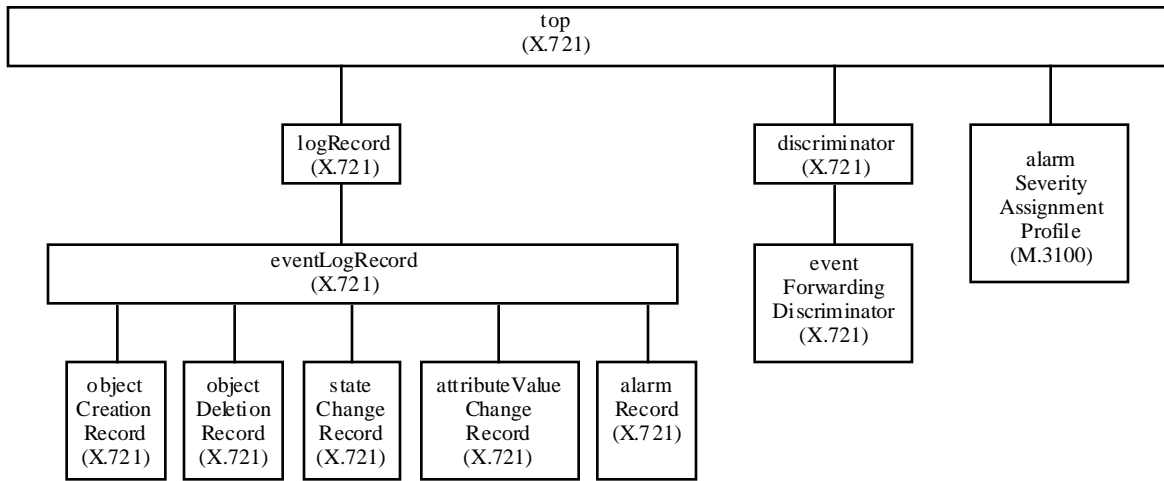 top
(X.721)
logRecord
(X.721)
discriminator
(X.721)
alarm
Severity
Assignment
Profile
(M.3100)
eventLogRecord
(X.721)
event
Forwarding
Discriminator
(X.721)
object
Creation
Record
(X.721)
object
Deletion
Record
(X.721)
state
Change
Record
(X.721)
attributeValue
Change
Record
(X.721)
alarm
Record
(X.721)